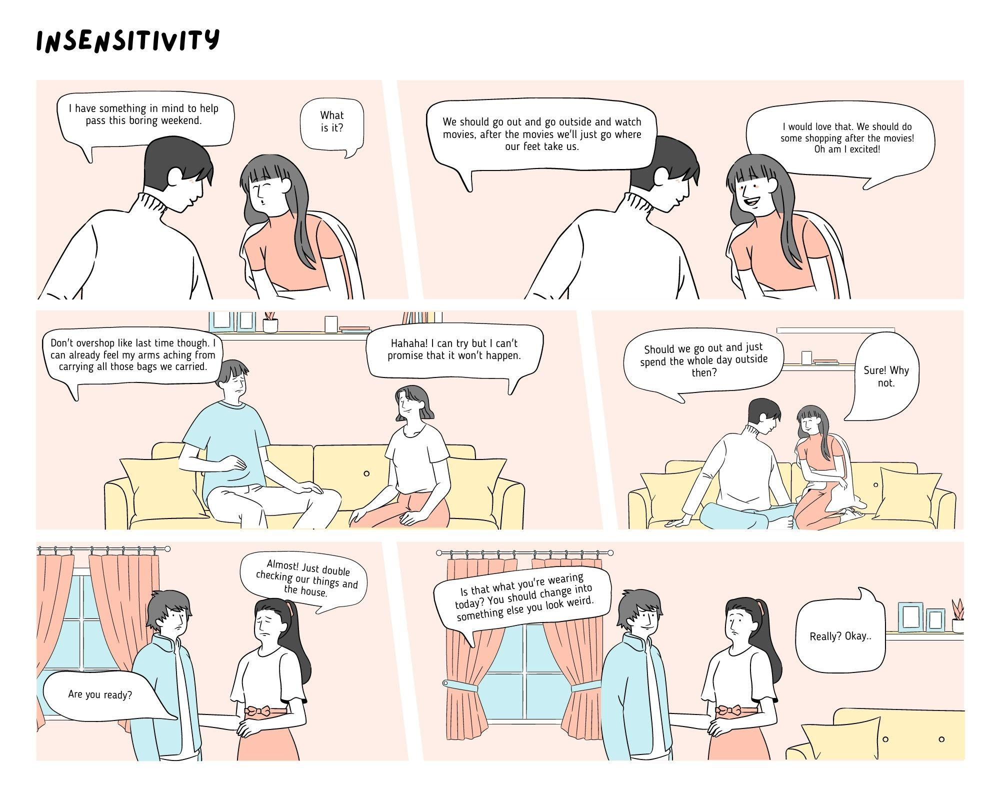 INSENSITIVITY
I have something in mind to help
pass this boring weekend.
What
is it?
We should go out and go outside and watch
movies, after the movies we'll just go where
our feet take us.
I would love that. We should do
some shopping after the movies!
Oh am I excited!
Don't overshop like last time though. I
can already feel my arms aching from
carrying all those bags we carried.
Hahaha! I can try but I can't
promise that it won't happen.
Should we go out and just
spend the whole day outside
then?
Sure! Why
not.
Are you ready?
Almost! Just double
checking our things and
the house.
Is that what you're wearing
today? You should change into
something else you look weird.
Really? Okay..